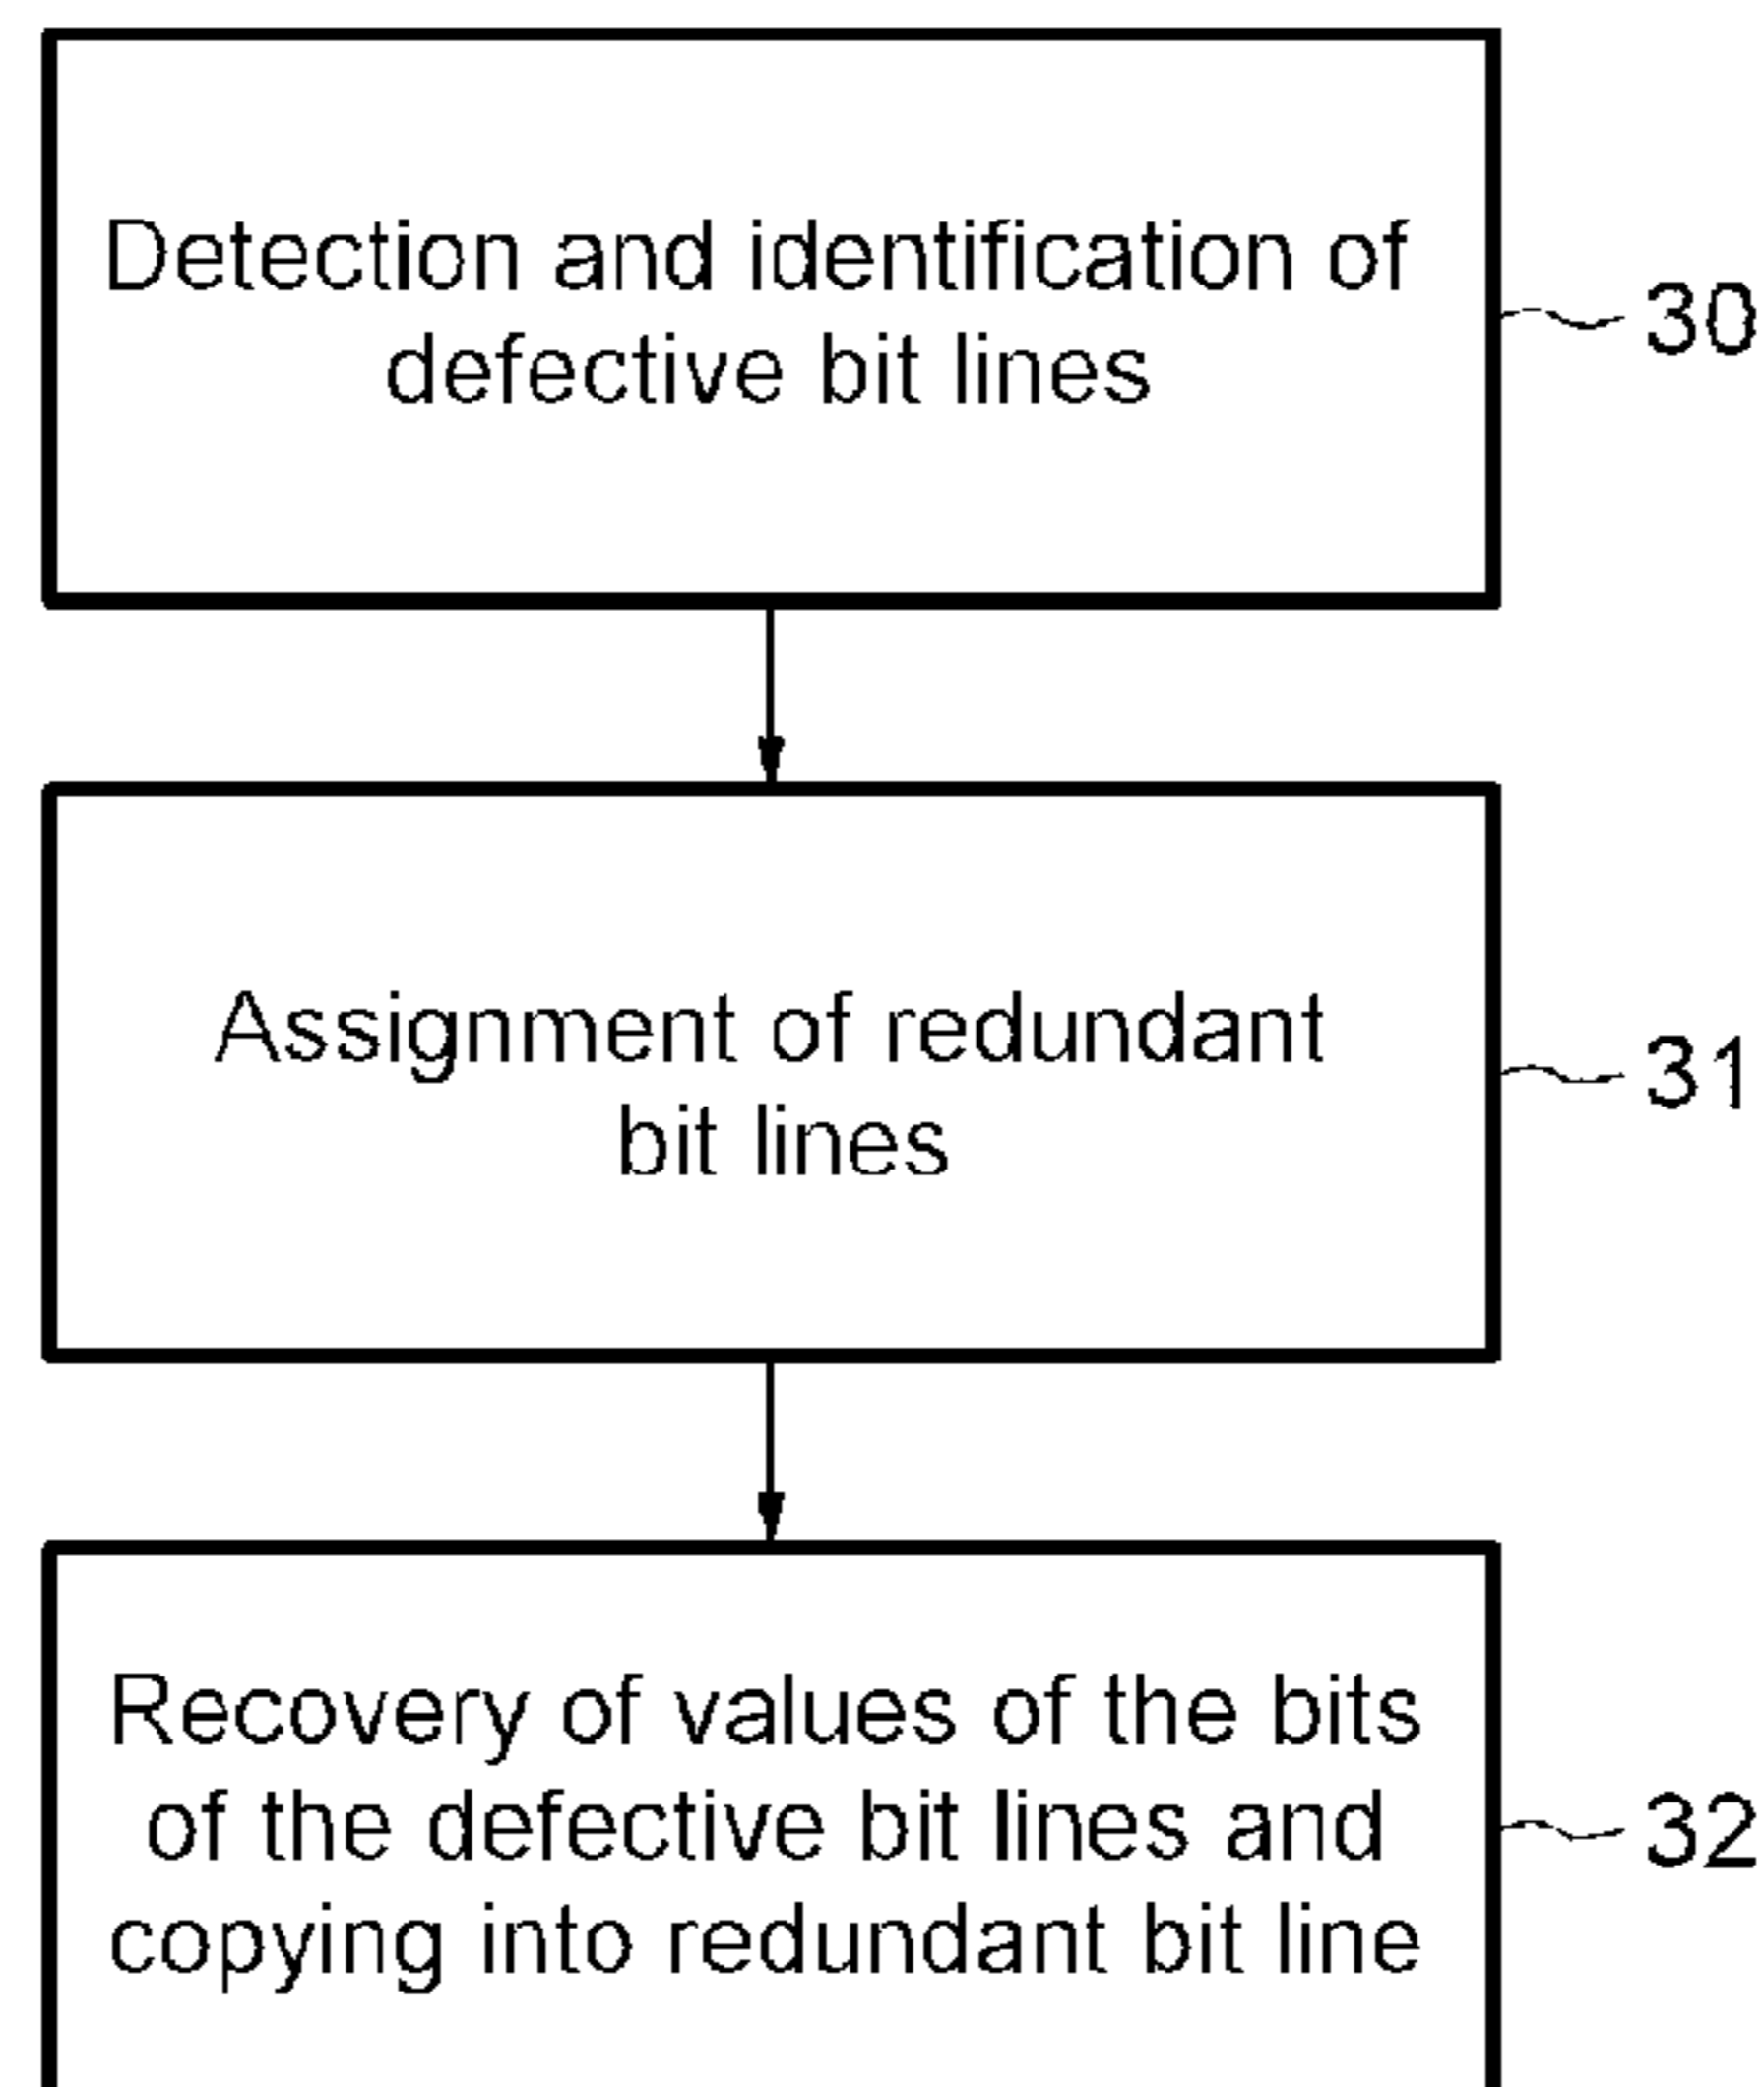 Detection and identification of
defective bit lines
30
Assignment of redundant
bit lines
31
Recovery of values of the bits
of the defective bit lines and
copying into redundant bit line
32